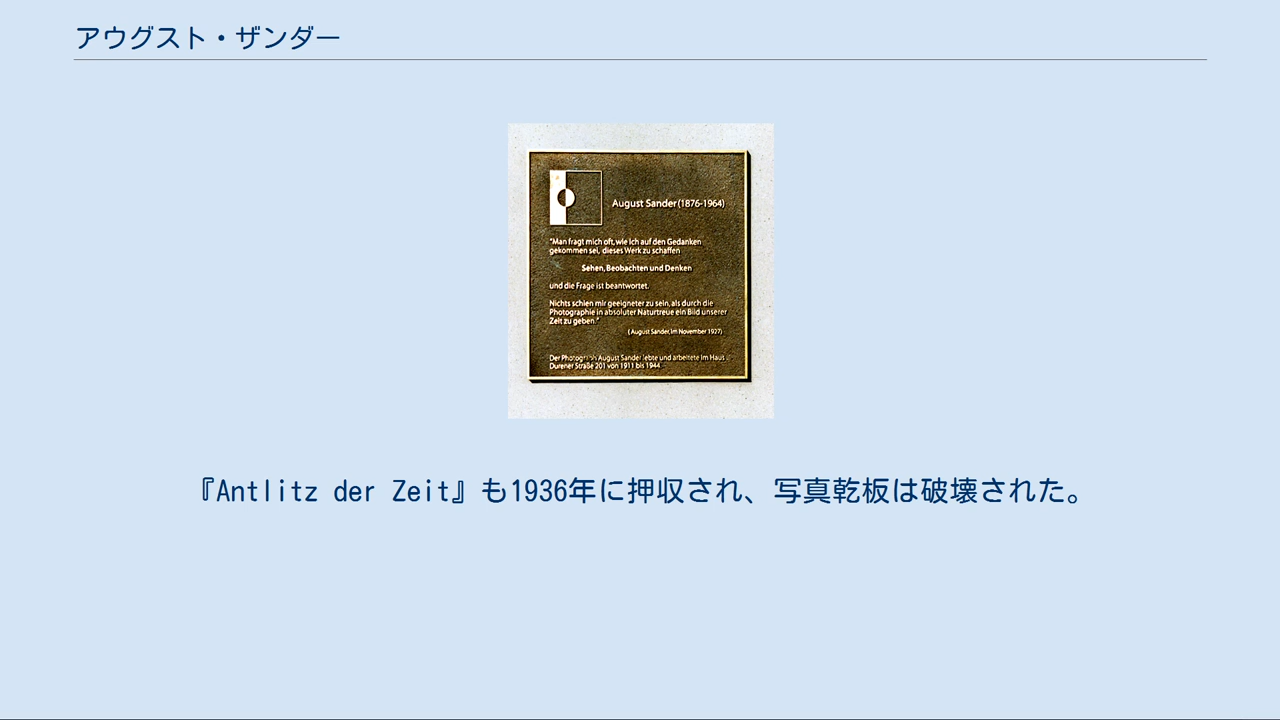 アウグスト・ザンダー
August Sander (1876-1964)
"Man fragt mich oft, wie ich auf den Gedanken
gekommen sei, dieses Werk zu schaffen
Sehen, Beobachten und Denken
und die Frage ist beantwortet.
Nichts schien mir geeigneter zu sein, als durch die
Photographie in absoluter Naturtreue ein Bild unserer
Zeit zu geben."
(August Sander, im November 1927)
Der Photograph August Sander lebte und arbeitete im Haus
Dürener Straße 201 von 1911 bis 1944
『Antlitz der Zeit』も1936年に押収され、写真乾板は破壊された。